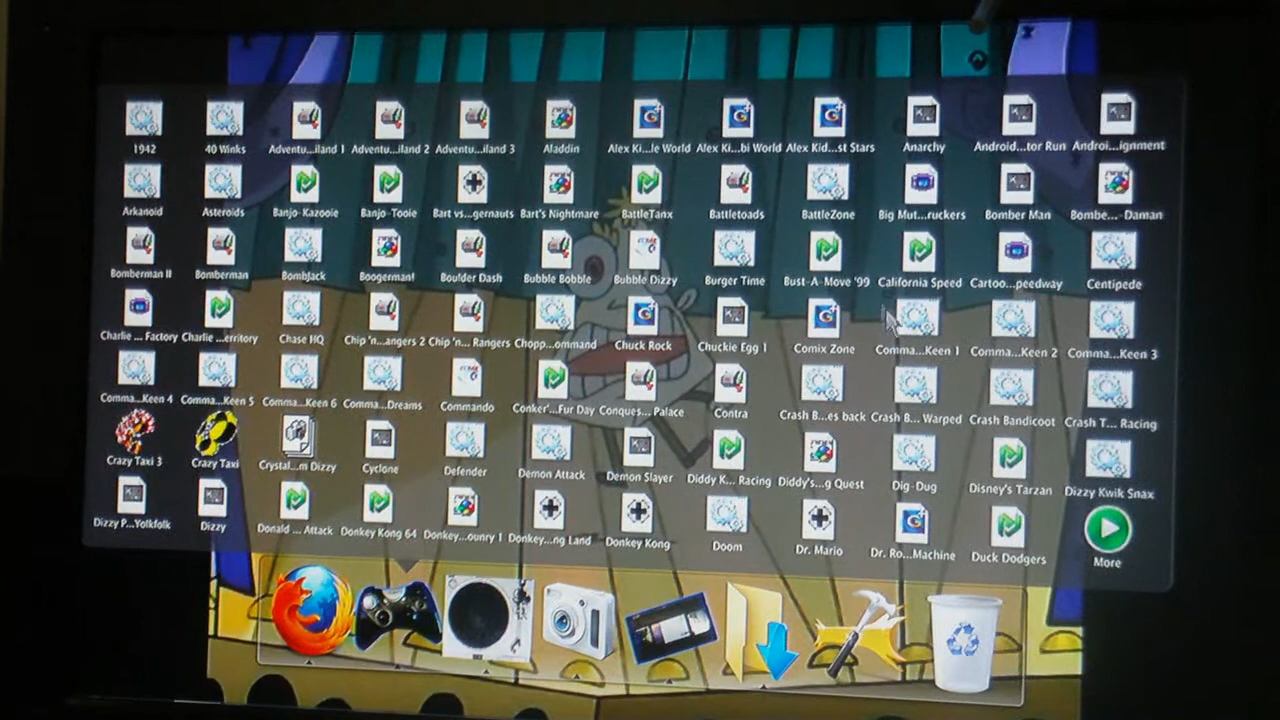 1942 40 Winks Adventu...iland 1 Adventu...iland 2 Adventu...iland 3 Aladdin Alex Ki...le World Alex Ki...bi World Alex Kid...st Stars Anarchy Android...tor Run Androi...ignment
Arkanoid Asteroids Banjo-Kazooie Banjo-Tooie Bart vs...gernauts Bart's Nightmare BattleTanx Battletoads BattleZone Big Mut...ruckers Bomber Man Bombe...-Daman
Bomberman II Bomberman BombJack Boogerman! Boulder Dash Bubble Bobble Bubble Dizzy Burger Time Bust-A-Move '99 California Speed Cartoo...peedway Centipede
Charlie ... Factory Charlie ...erritory Chase HQ Chip 'n...angers 2 Chip 'n... Rangers Chopp...ommand Chuck Rock Chuckie Egg 1 Comix Zone Comma...Keen 1 Comma...Keen 2 Comma...Keen 3
Comma...Keen 4 Comma...Keen 5 Comma...Keen 6 Comma...Dreams Commando Conker'...Fur Day Conques... Palace Contra Crash B...es back Crash B... Warped Crash Bandicoot Crash T... Racing
Crazy Taxi 3 Crazy Taxi Crystal...m Dizzy Cyclone Defender Demon Attack Demon Slayer Diddy K... Racing Diddy's...g Quest Dig-Dug Disney's Tarzan Dizzy Kwik Snax
Dizzy P...Yolkfolk Dizzy Donald ... Attack Donkey Kong 64 Donkey...ounry 1 Donkey...ng Land Donkey Kong Doom Dr. Mario Dr. Ro...Machine Duck Dodgers More